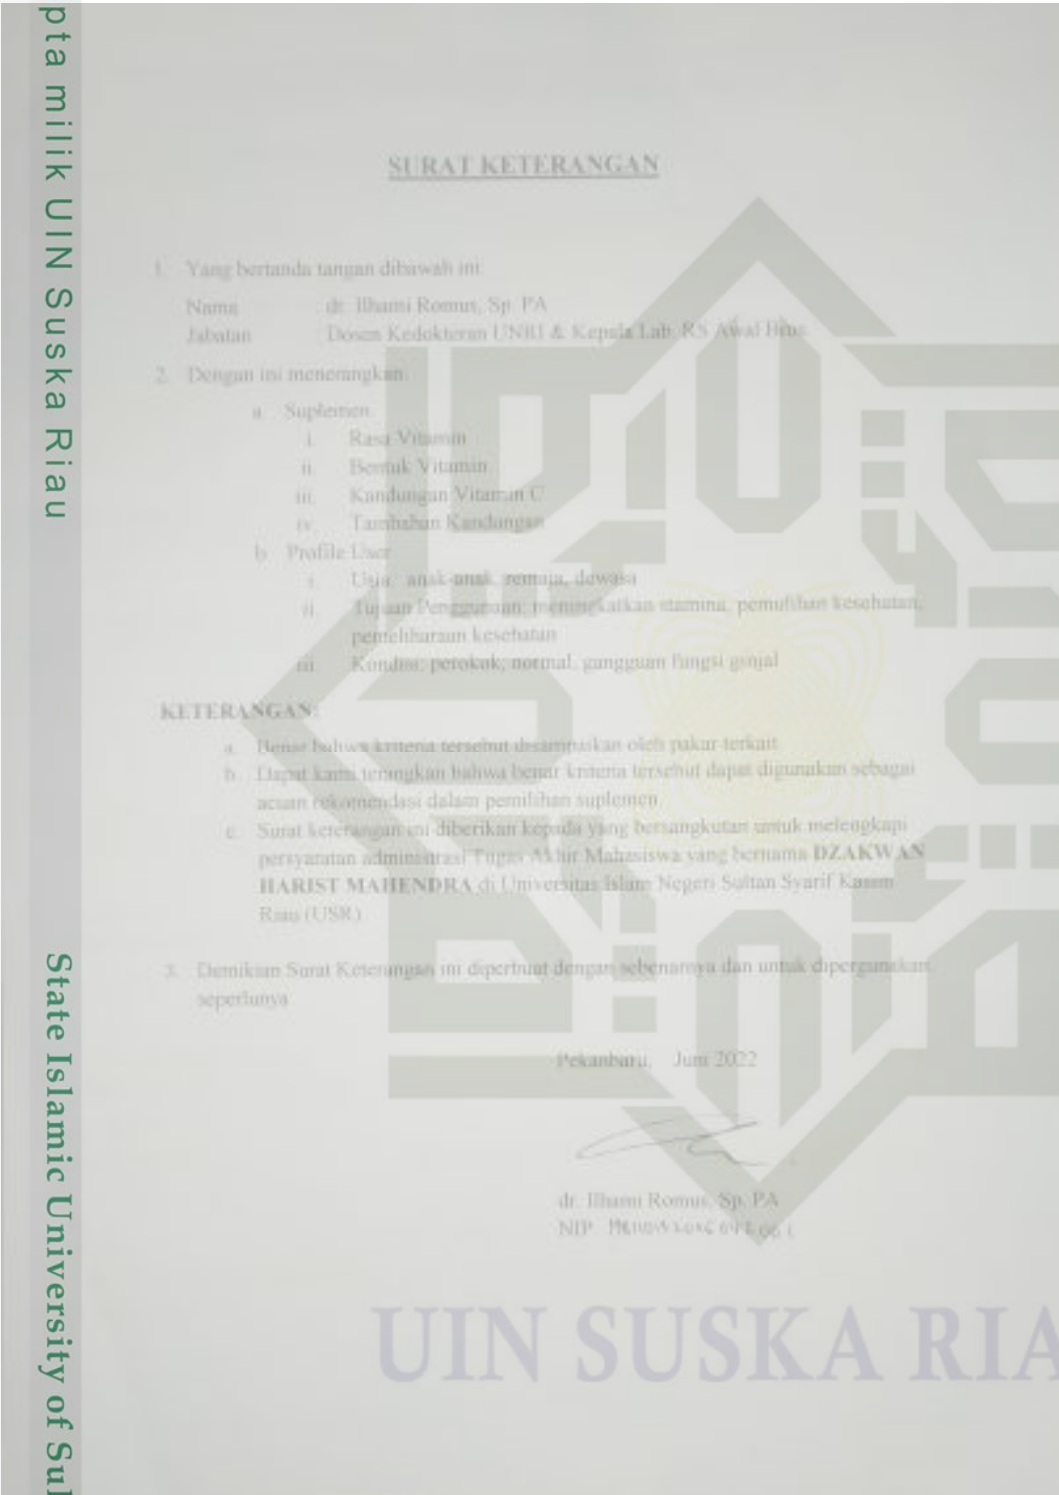 SURAT KETERANGAN
1. Yang bertanda tangan dibawah ini
Nama : dr. Ilhami Romus, Sp. PA
Jabatan : Dosen Kedokteran UNRI & Kepala Lab. RS Awal Bros
2. Dengan ini menerangkan:
a. Suplemen
i. Rasa Vitamin
ii. Bentuk Vitamin
iii. Kandungan Vitamin C
iv. Tambahan Kandungan
b. Profile User
i. Usia: anak-anak, remaja, dewasa
ii. Tujuan Penggunaan: meningkatkan stamina, pemulihan kesehatan,
pemeliharaan kesehatan
iii. Kondisi: perokok, normal, gangguan fungsi ginjal
KETERANGAN:
a. Benar bahwa kriteria tersebut disampaikan oleh pakar terkait
b. Dapat kami terangkan bahwa benar kriteria tersebut dapat digunakan sebagai
acuan rekomendasi dalam pemilihan suplemen.
c. Surat keterangan ini diberikan kepada yang bersangkutan untuk melengkapi
persyaratan administrasi Tugas Akhir Mahasiswa yang bernama DZAKWAN
HARIST MAHENDRA di Universitas Islam Negeri Sultan Syarif Kasim
Riau (USR)
3. Demikian Surat Keterangan ini diperbuat dengan sebenarnya dan untuk dipergunakan
seperlunya
Pekanbaru, Juni 2022
dr. Ilhami Romus, Sp. PA
NIP
UIN SUSKA RIA
pta milik UIN Suska Riau
State Islamic University of Sul